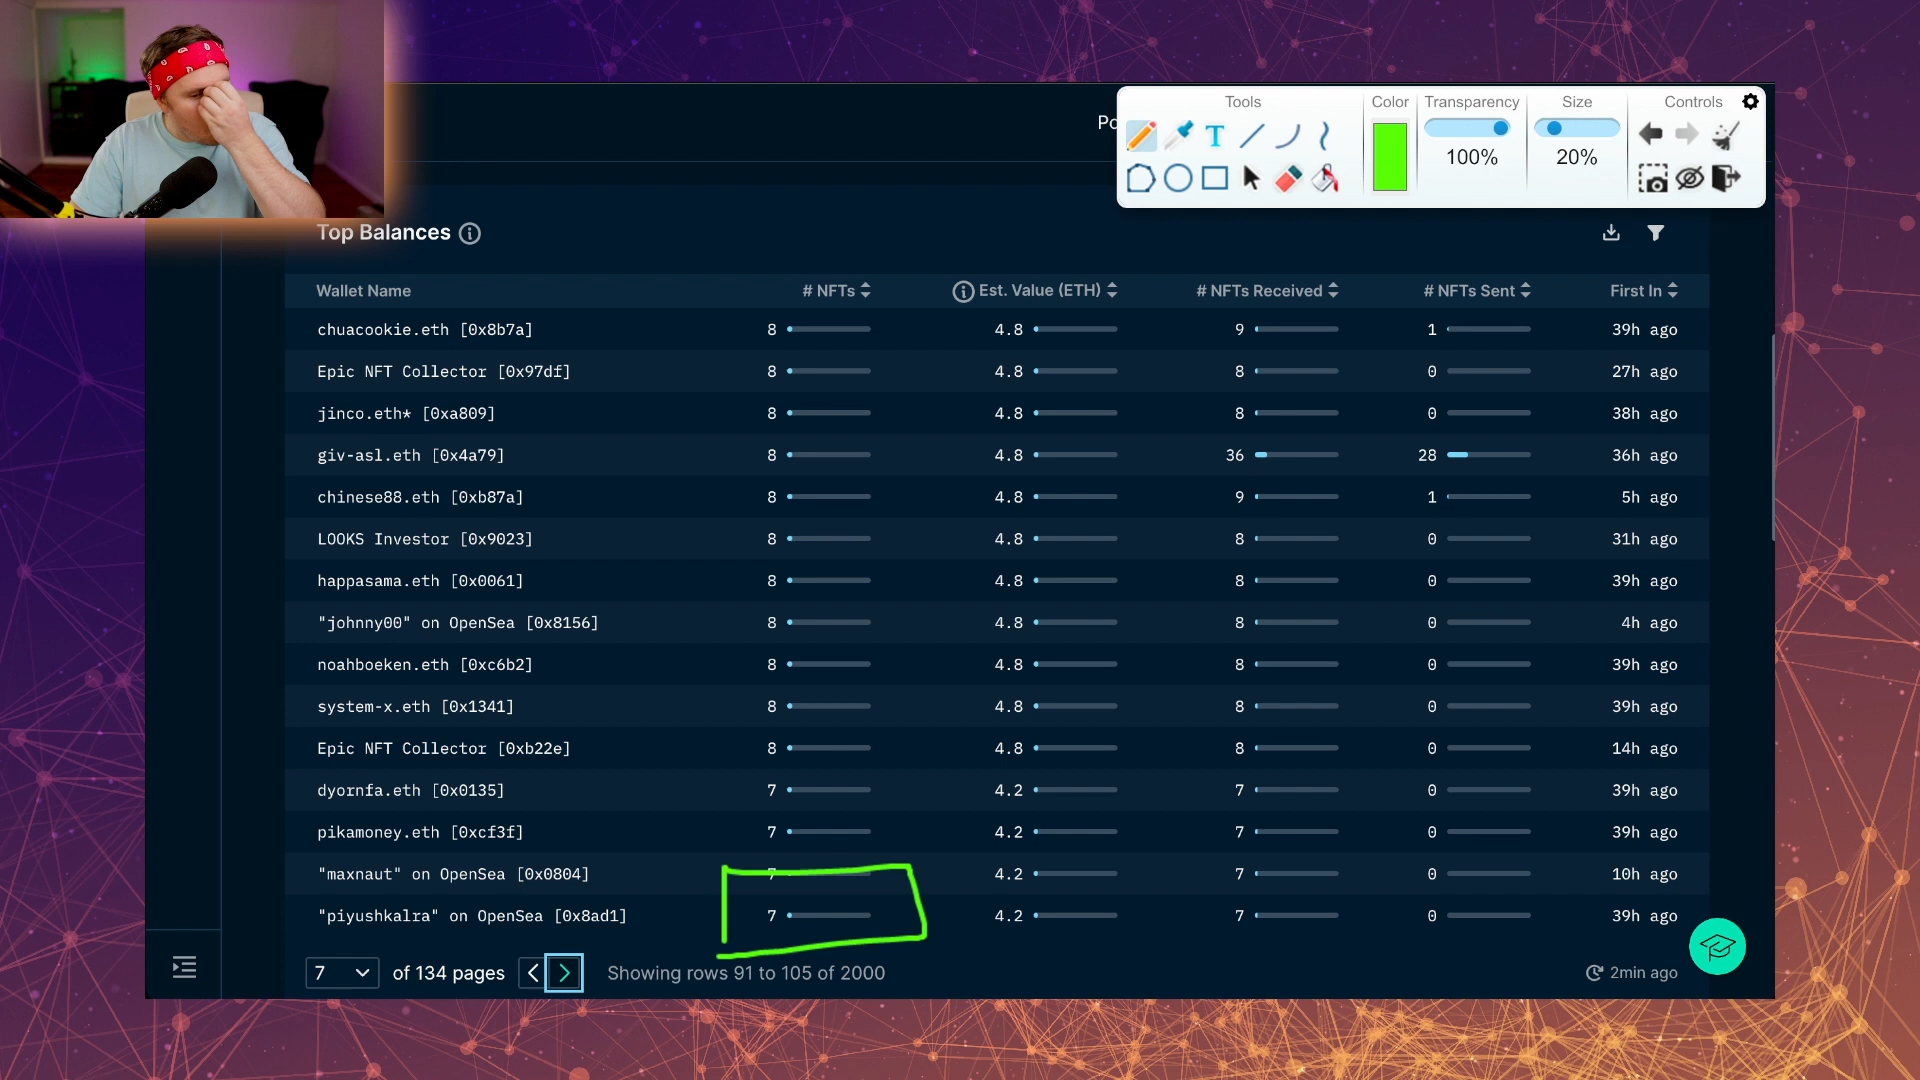 Po
Tools
Color
Transparency
Size
Controls
T
100%
20%
Top Balances
Wallet Name # NFTs Est. Value (ETH) # NFTs Received # NFTs Sent First In
chuacookie.eth [0x8b7a] 8 4.8 9 1 39h ago
Epic NFT Collector [0x97df] 8 4.8 8 0 27h ago
jinco.eth* [0xa809] 8 4.8 8 0 38h ago
giv-asl.eth [0x4a79] 8 4.8 36 28 36h ago
chinese88.eth [0xb87a] 8 4.8 9 1 5h ago
LOOKS Investor [0x9023] 8 4.8 8 0 31h ago
happasama.eth [0x0061] 8 4.8 8 0 39h ago
"johnny00" on OpenSea [0x8156] 8 4.8 8 0 4h ago
noahboeken.eth [0xc6b2] 8 4.8 8 0 39h ago
system-x.eth [0x1341] 8 4.8 8 0 39h ago
Epic NFT Collector [0xb22e] 8 4.8 8 0 14h ago
dyornfa.eth [0x0135] 7 4.2 7 0 39h ago
pikamoney.eth [0xcf3f] 7 4.2 7 0 39h ago
"maxnaut" on OpenSea [0x0804] 7 4.2 7 0 10h ago
"piyushkalra" on OpenSea [0x8ad1] 7 4.2 7 0 39h ago
7 of 134 pages Showing rows 91 to 105 of 2000 2min ago